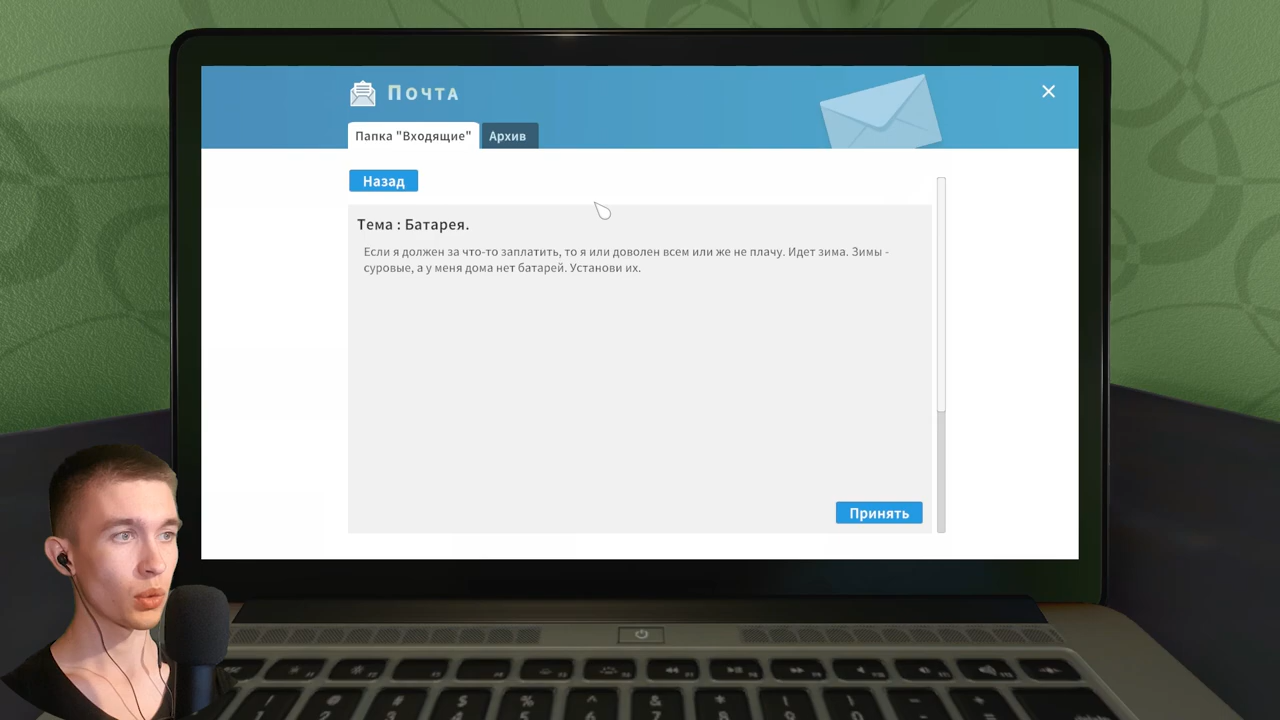 Почта
Папка "Входящие" Архив
Назад
Тема : Батарея.
Если я должен за что-то заплатить, то я или доволен всем или же не плачу. Идет зима. Зимы -
суровые, а у меня дома нет батарей. Установи их.
Принять